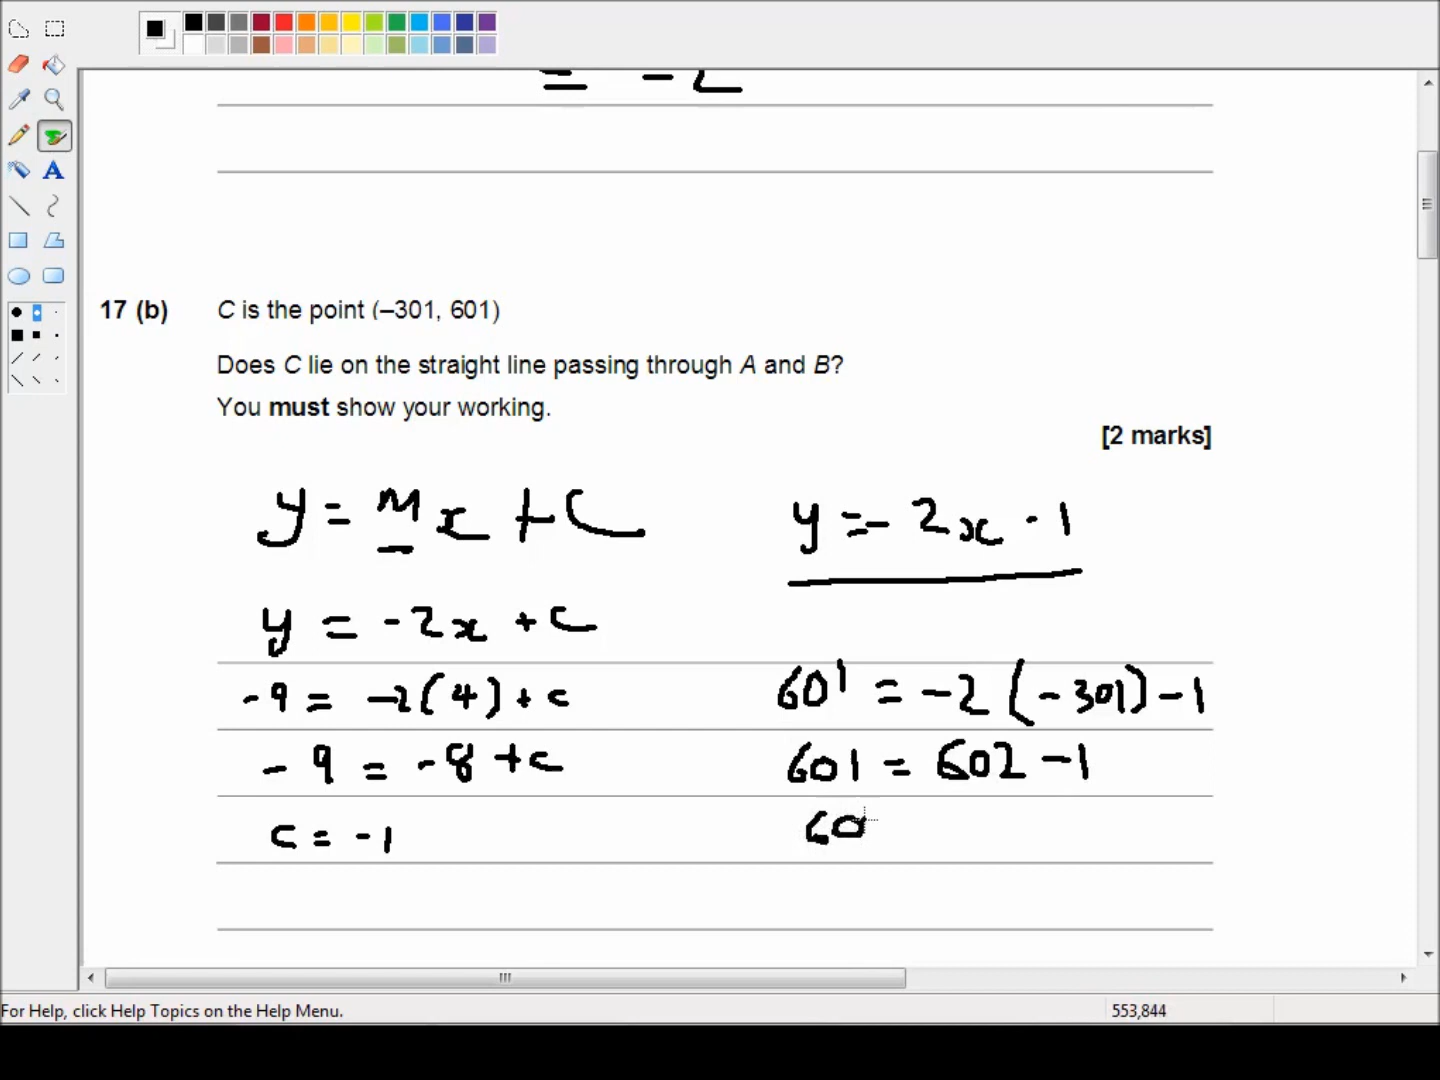 = -2
17 (b) C is the point (–301, 601)
Does C lie on the straight line passing through A and B?
You must show your working.
[2 marks]
y = mx + C
y = -2x + c
-9 = -2(4) + c
-9 = -8 + c
c = -1
y = -2x - 1
601 = -2(-301) - 1
601 = 602 - 1
60
For Help, click Help Topics on the Help Menu.
553,844